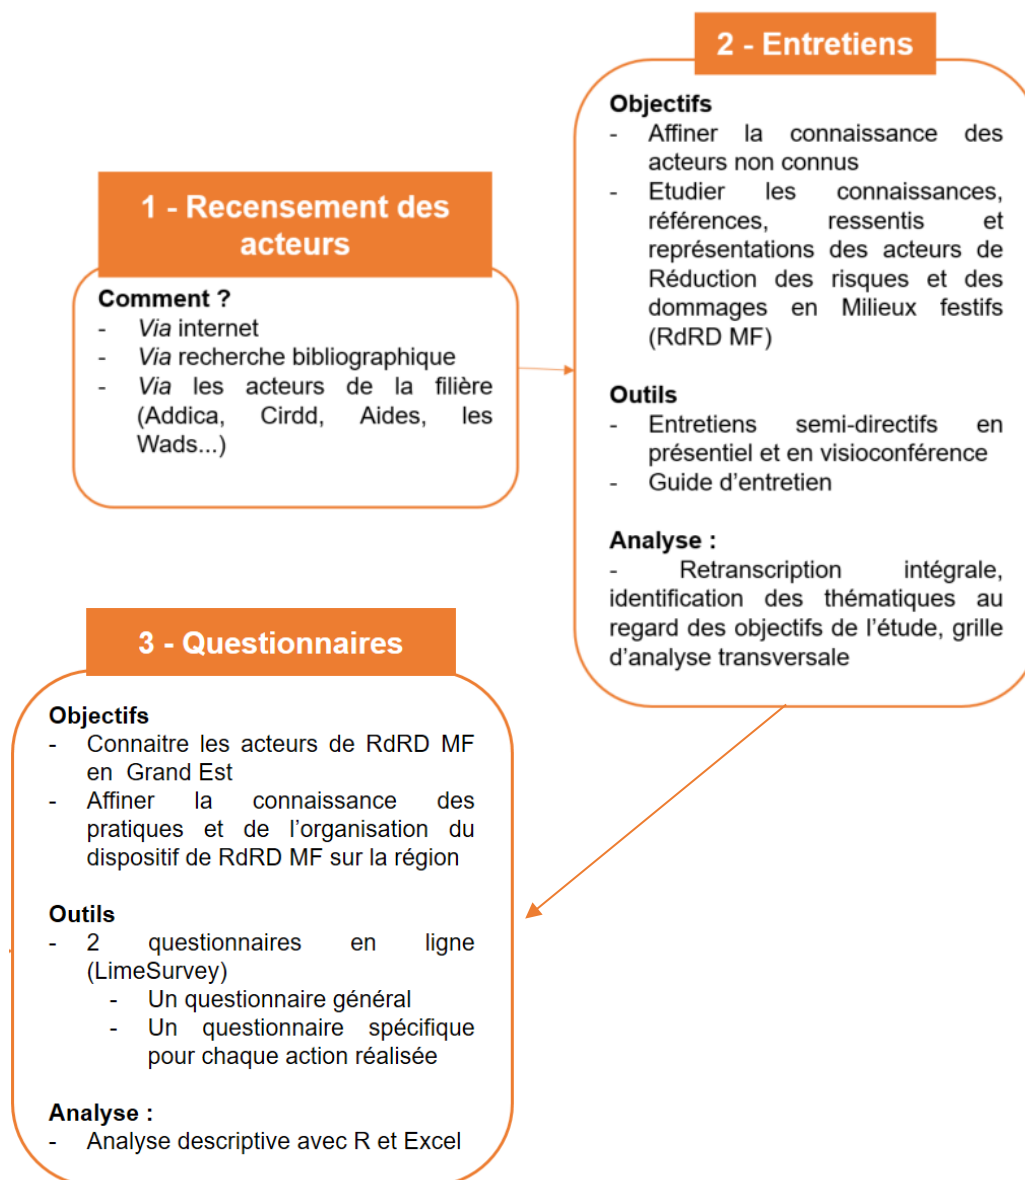 1 - Recensement des
acteurs
Comment ?
- Via internet
- Via recherche bibliographique
- Via les acteurs de la filière
(Addica, Cirdd, Aides, les
Wads...)
2 - Entretiens
Objectifs
- Affiner la connaissance des
acteurs non connus
- Etudier les connaissances,
références, ressentis et
représentations des acteurs de
Réduction des risques et des
dommages en Milieux festifs
(RdRD MF)
Outils
- Entretiens semi-directifs en
présentiel et en visioconférence
- Guide d'entretien
Analyse :
- Retranscription intégrale,
identification des thématiques au
regard des objectifs de l'étude, grille
d'analyse transversale
3 - Questionnaires
Objectifs
- Connaitre les acteurs de RdRD MF
en Grand Est
- Affiner la connaissance des
pratiques et de l'organisation du
dispositif de RdRD MF sur la région
Outils
- 2 questionnaires en ligne
(LimeSurvey)
- Un questionnaire général
- Un questionnaire spécifique
pour chaque action réalisée
Analyse :
- Analyse descriptive avec R et Excel